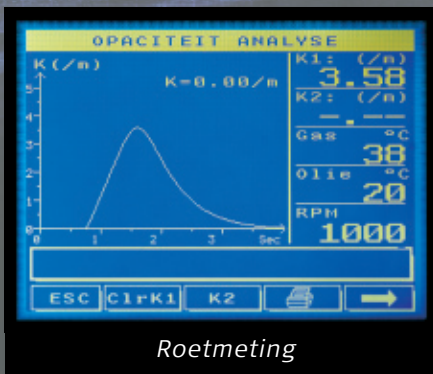 OPACITEIT ANALYSE
K(/m)
K=0.00/m
5
4
3
2
1
0
0 1 2 3 Sec
K1: (/m)
3.58
K2: (/m)
--.--
Gas °C
38
Olie °C
20
RPM
1000
ESC ClrK1 K2
Roetmeting